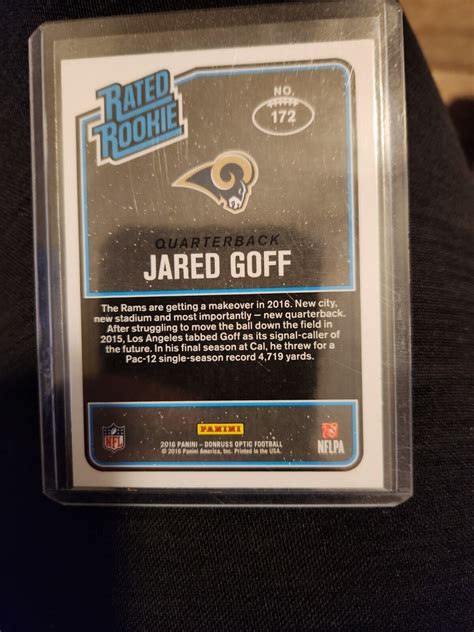 RATED
ROOKIE
NO.
172
QUARTERBACK
JARED GOFF
The Rams are getting a makeover in 2016. New city,
new stadium and most importantly – new quarterback.
After struggling to move the ball down the field in
2015, Los Angeles tabbed Goff as its signal-caller of
the future. In his final season at Cal, he threw for a
Pac-12 single-season record 4,719 yards.
NFL
PANINI
NFLPA
2016 PANINI – DONRUSS OPTIC FOOTBALL
© 2016 Panini America, Inc. Printed in the USA.